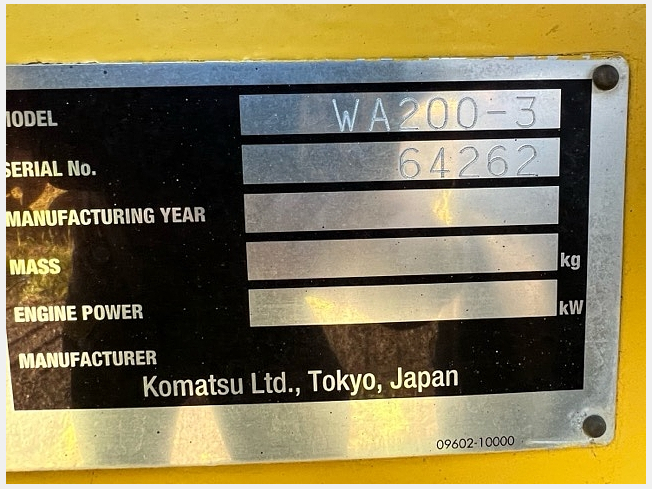 MODEL WA200-3
SERIAL No. 64262
MANUFACTURING YEAR
MASS kg
ENGINE POWER kW
MANUFACTURER
Komatsu Ltd., Tokyo, Japan
09602-10000